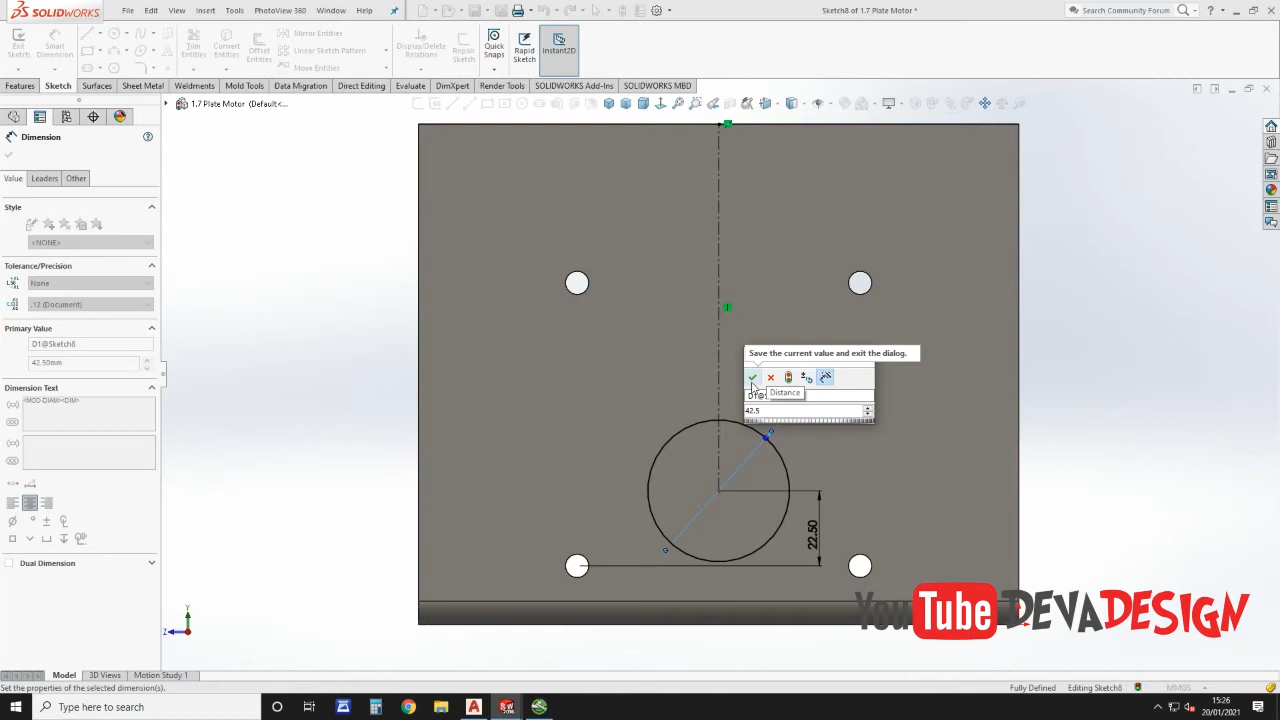 SOLIDWORKS
File Edit View Insert Tools PhotoView 360 Window Help
Sketch8 of 1.7 Plate Motor *
Search Community Forum
Exit Sketch
Smart Dimension
Trim Entities
Convert Entities
Offset Entities
Mirror Entities
Linear Sketch Pattern
Move Entities
Display/Delete Relations
Repair Sketch
Quick Snaps
Rapid Sketch
Instant2D
Features Sketch Surfaces Sheet Metal Weldments Mold Tools Data Migration Direct Editing Evaluate DimXpert Render Tools SOLIDWORKS Add-Ins SOLIDWORKS MBD
1.7 Plate Motor (Default<...
Dimension
Value Leaders Other
Style
<NONE>
Tolerance/Precision
None
.12 (Document)
Primary Value
D1@Sketch8
42.50mm
Dimension Text
<MOD-DIAM><DIM>
Dual Dimension
Save the current value and exit the dialog.
Distance
42.5
22.50
YouTube DEVADESIGN
Y
Z
Model 3D Views Motion Study 1
Set the properties of the selected dimension(s).
Fully Defined Editing Sketch8 MMGS
Type here to search
15:26
20/01/2021